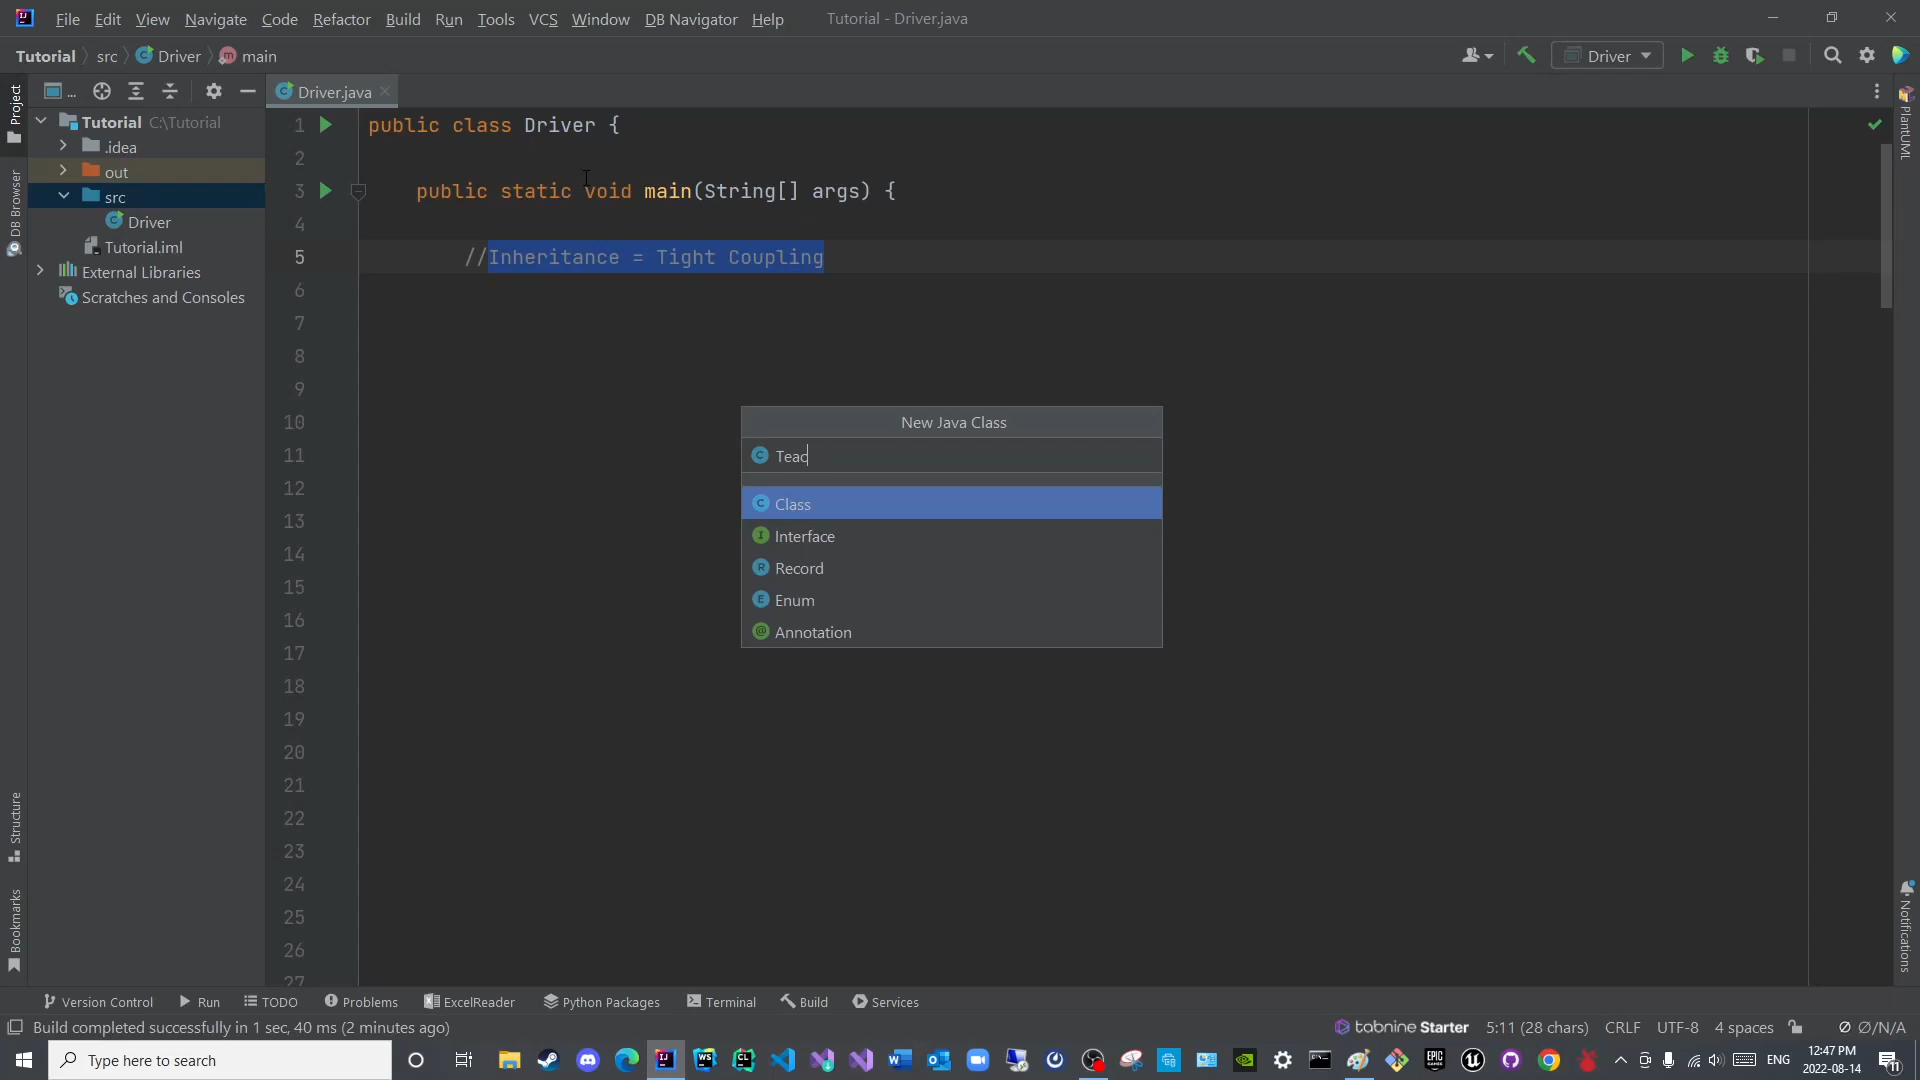 File Edit View Navigate Code Refactor Build Run Tools VCS Window DB Navigator Help Tutorial - Driver.java
Tutorial src Driver main
Driver
Project
DB Browser
Structure
Bookmarks
...
Tutorial C:\Tutorial
.idea
out
src
Driver
Tutorial.iml
External Libraries
Scratches and Consoles
Driver.java
1 public class Driver {
2
3 public static void main(String[] args) {
4
5 //Inheritance = Tight Coupling
6
7
8
9
10
11
12
13
14
15
16
17
18
19
20
21
22
23
24
25
26
27
New Java Class
Teac
Class
Interface
Record
Enum
Annotation
PlantUML
Notifications
Version Control Run TODO Problems ExcelReader Python Packages Terminal Build Services
Build completed successfully in 1 sec, 40 ms (2 minutes ago) tabnine Starter 5:11 (28 chars) CRLF UTF-8 4 spaces Ø/N/A
Type here to search
ENG
12:47 PM
2022-08-14
11